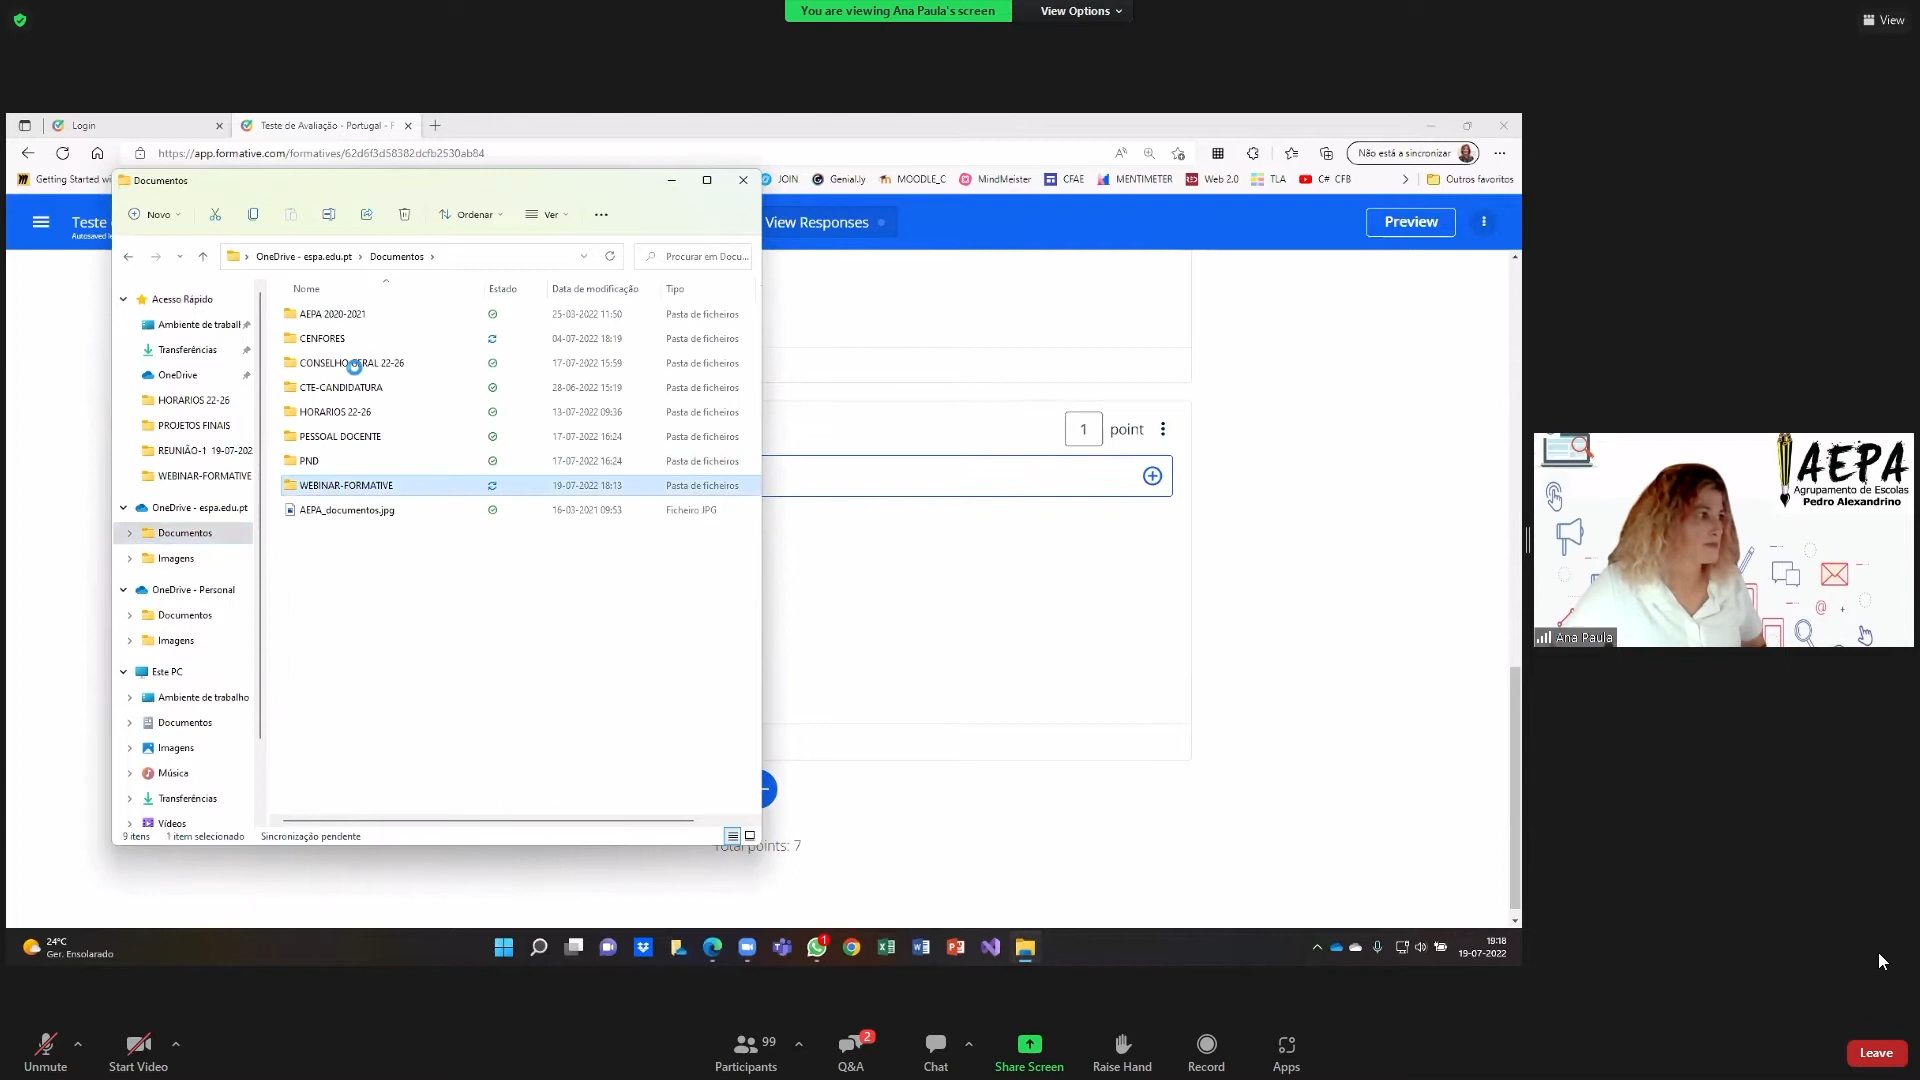 You are viewing Ana Paula's screen
View Options
View
Login
Teste de Avaliação - Portugal - F
https://app.formative.com/formatives/62d6f3d58382dcfb2530ab84
Não está a sincronizar
Getting Started wi
JOIN
Genial.ly
MOODLE_C
MindMeister
CFAE
MENTIMETER
Web 2.0
TLA
C# CFB
Outros favoritos
Documentos
Teste
View Responses
Preview
Novo
Ordenar
Ver
OneDrive - espa.edu.pt
Documentos
Procurar em Docu...
Nome
Estado
Data de modificação
Tipo
Acesso Rápido
Ambiente de trabalh
Transferências
OneDrive
HORARIOS 22-26
PROJETOS FINAIS
REUNIÃO-1 19-07-202
WEBINAR-FORMATIVE
OneDrive - espa.edu.pt
Documentos
Imagens
OneDrive - Personal
Documentos
Imagens
Este PC
Ambiente de trabalho
Documentos
Imagens
Música
Transferências
Vídeos
AEPA 2020-2021 25-03-2022 11:50 Pasta de ficheiros
CENFORES 04-07-2022 18:19 Pasta de ficheiros
CONSELHO GERAL 22-26 17-07-2022 15:59 Pasta de ficheiros
CTE-CANDIDATURA 28-06-2022 15:19 Pasta de ficheiros
HORARIOS 22-26 13-07-2022 09:36 Pasta de ficheiros
PESSOAL DOCENTE 17-07-2022 16:24 Pasta de ficheiros
PND 17-07-2022 16:24 Pasta de ficheiros
WEBINAR-FORMATIVE 19-07-2022 18:13 Pasta de ficheiros
AEPA_documentos.jpg 16-03-2021 09:53 Ficheiro JPG
9 itens 1 item selecionado Sincronização pendente
1 point
Total points: 7
AEPA
Agrupamento de Escolas
Pedro Alexandrino
Ana Paula
24°C
Ger. Ensolarado
1
19:18
19-07-2022
Unmute
Start Video
99
Participants
2
Q&A
Chat
Share Screen
Raise Hand
Record
Apps
Leave